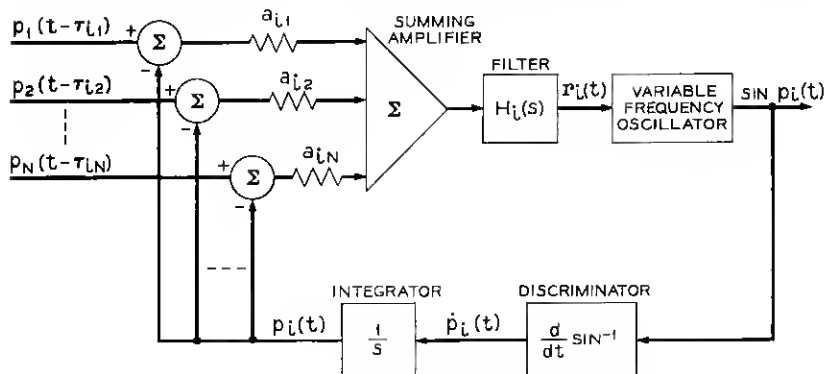 p₁(t-τᵢ₁)
+
Σ
-
aᵢ₁
SUMMING
AMPLIFIER
p₂(t-τᵢ₂)
+
Σ
-
aᵢ₂
Σ
FILTER
Hᵢ(s)
rᵢ(t)
VARIABLE
FREQUENCY
OSCILLATOR
SIN pᵢ(t)
p_N(t-τᵢN)
+
Σ
-
aᵢN
INTEGRATOR
DISCRIMINATOR
pᵢ(t)
1/S
ṗᵢ(t)
d/dt SIN⁻¹